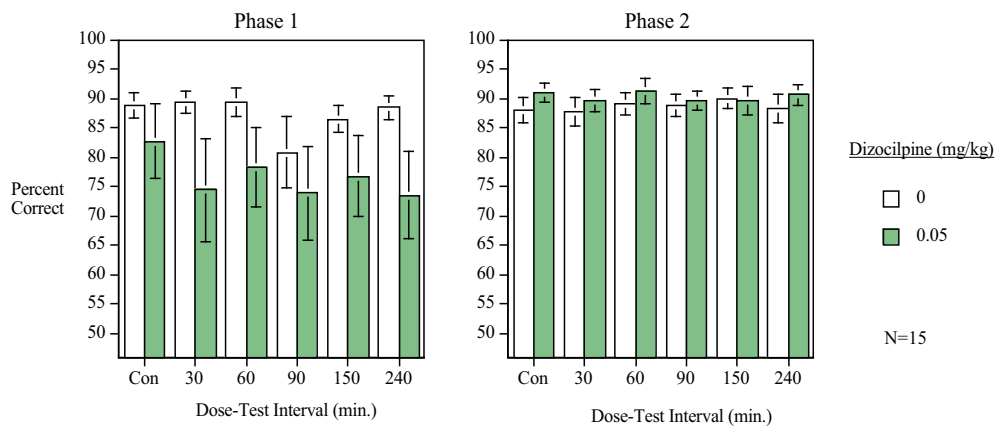 Phase 1
100
95
90
85
80
75
70
65
60
55
50
Percent
Correct
Con 30 60 90 150 240
Dose-Test Interval (min.)
Phase 2
100
95
90
85
80
75
70
65
60
55
50
Con 30 60 90 150 240
Dose-Test Interval (min.)
Dizocilpine (mg/kg)
0
0.05
N=15